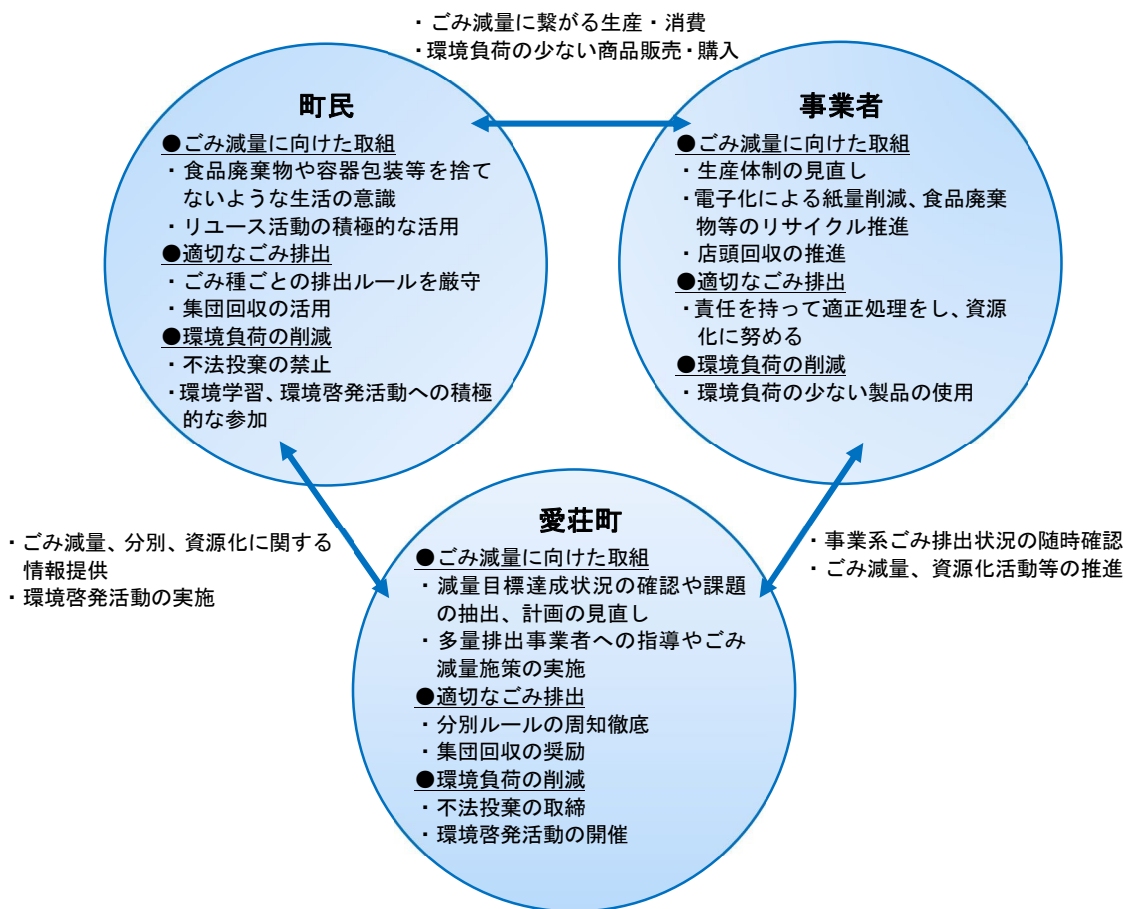 ・ごみ減量に繋がる生産・消費
・環境負荷の少ない商品販売・購入
町民
●ごみ減量に向けた取組
・食品廃棄物や容器包装等を捨て
ないような生活の意識
・リユース活動の積極的な活用
●適切なごみ排出
・ごみ種ごとの排出ルールを厳守
・集団回収の活用
●環境負荷の削減
・不法投棄の禁止
・環境学習、環境啓発活動への積極
的な参加
事業者
●ごみ減量に向けた取組
・生産体制の見直し
・電子化による紙量削減、食品廃棄
物等のリサイクル推進
・店頭回収の推進
●適切なごみ排出
・責任を持って適正処理をし、資源
化に努める
●環境負荷の削減
・環境負荷の少ない製品の使用
・ごみ減量、分別、資源化に関する
情報提供
・環境啓発活動の実施
愛荘町
●ごみ減量に向けた取組
・減量目標達成状況の確認や課題
の抽出、計画の見直し
・多量排出事業者への指導やごみ
減量施策の実施
●適切なごみ排出
・分別ルールの周知徹底
・集団回収の奨励
●環境負荷の削減
・不法投棄の取締
・環境啓発活動の開催
・事業系ごみ排出状況の随時確認
・ごみ減量、資源化活動等の推進